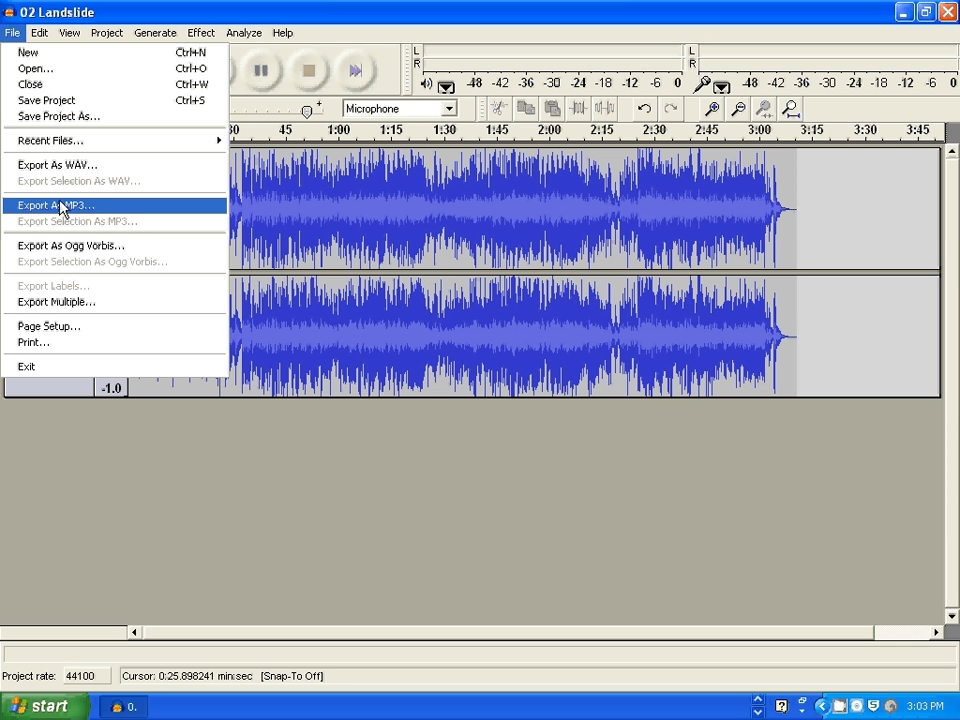 02 Landslide
File Edit View Project Generate Effect Analyze Help
New Ctrl+N
Open... Ctrl+O
Close Ctrl+W
Save Project Ctrl+S
Save Project As...
Recent Files...
Export As WAV...
Export Selection As WAV...
Export As MP3...
Export Selection As MP3...
Export As Ogg Vorbis...
Export Selection As Ogg Vorbis...
Export Labels...
Export Multiple...
Page Setup...
Print...
Exit
L
R
-48 -42 -36 -30 -24 -18 -12 -6 0
L
R
-48 -42 -36 -30 -24 -18 -12 -6 0
+
Microphone
30 45 1:00 1:15 1:30 1:45 2:00 2:15 2:30 2:45 3:00 3:15 3:30 3:45
-1.0
Project rate: 44100 Cursor: 0:25.898241 min:sec [Snap-To Off]
start 0. 3:03 PM